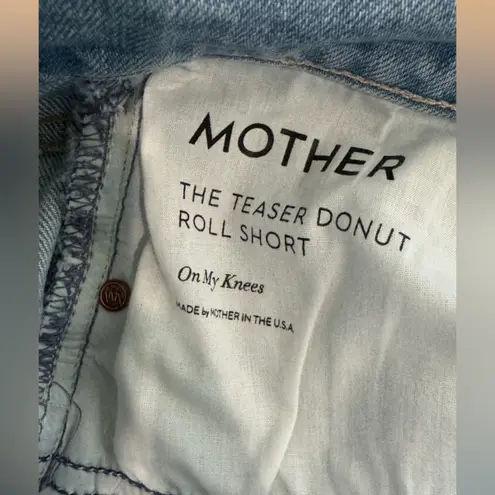 MOTHER
THE TEASER DONUT
ROLL SHORT
On My Knees
MADE by MOTHER IN THE U.S.A.